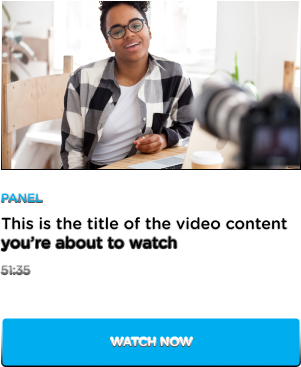 PANEL
This is the title of the video content
you're about to watch
51:35
WATCH NOW